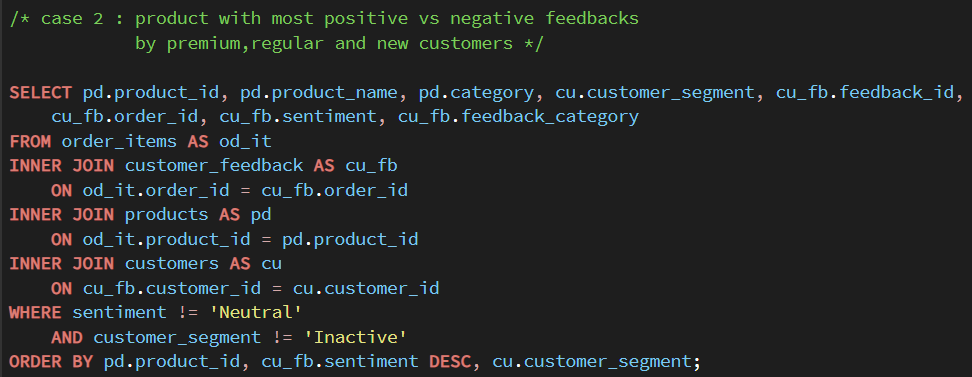 /* case 2 : product with most positive vs negative feedbacks
            by premium,regular and new customers */
SELECT pd.product_id, pd.product_name, pd.category, cu.customer_segment, cu_fb.feedback_id,
    cu_fb.order_id, cu_fb.sentiment, cu_fb.feedback_category
FROM order_items AS od_it
INNER JOIN customer_feedback AS cu_fb
    ON od_it.order_id = cu_fb.order_id
INNER JOIN products AS pd
    ON od_it.product_id = pd.product_id
INNER JOIN customers AS cu
    ON cu_fb.customer_id = cu.customer_id
WHERE sentiment != 'Neutral'
    AND customer_segment != 'Inactive'
ORDER BY pd.product_id, cu_fb.sentiment DESC, cu.customer_segment;